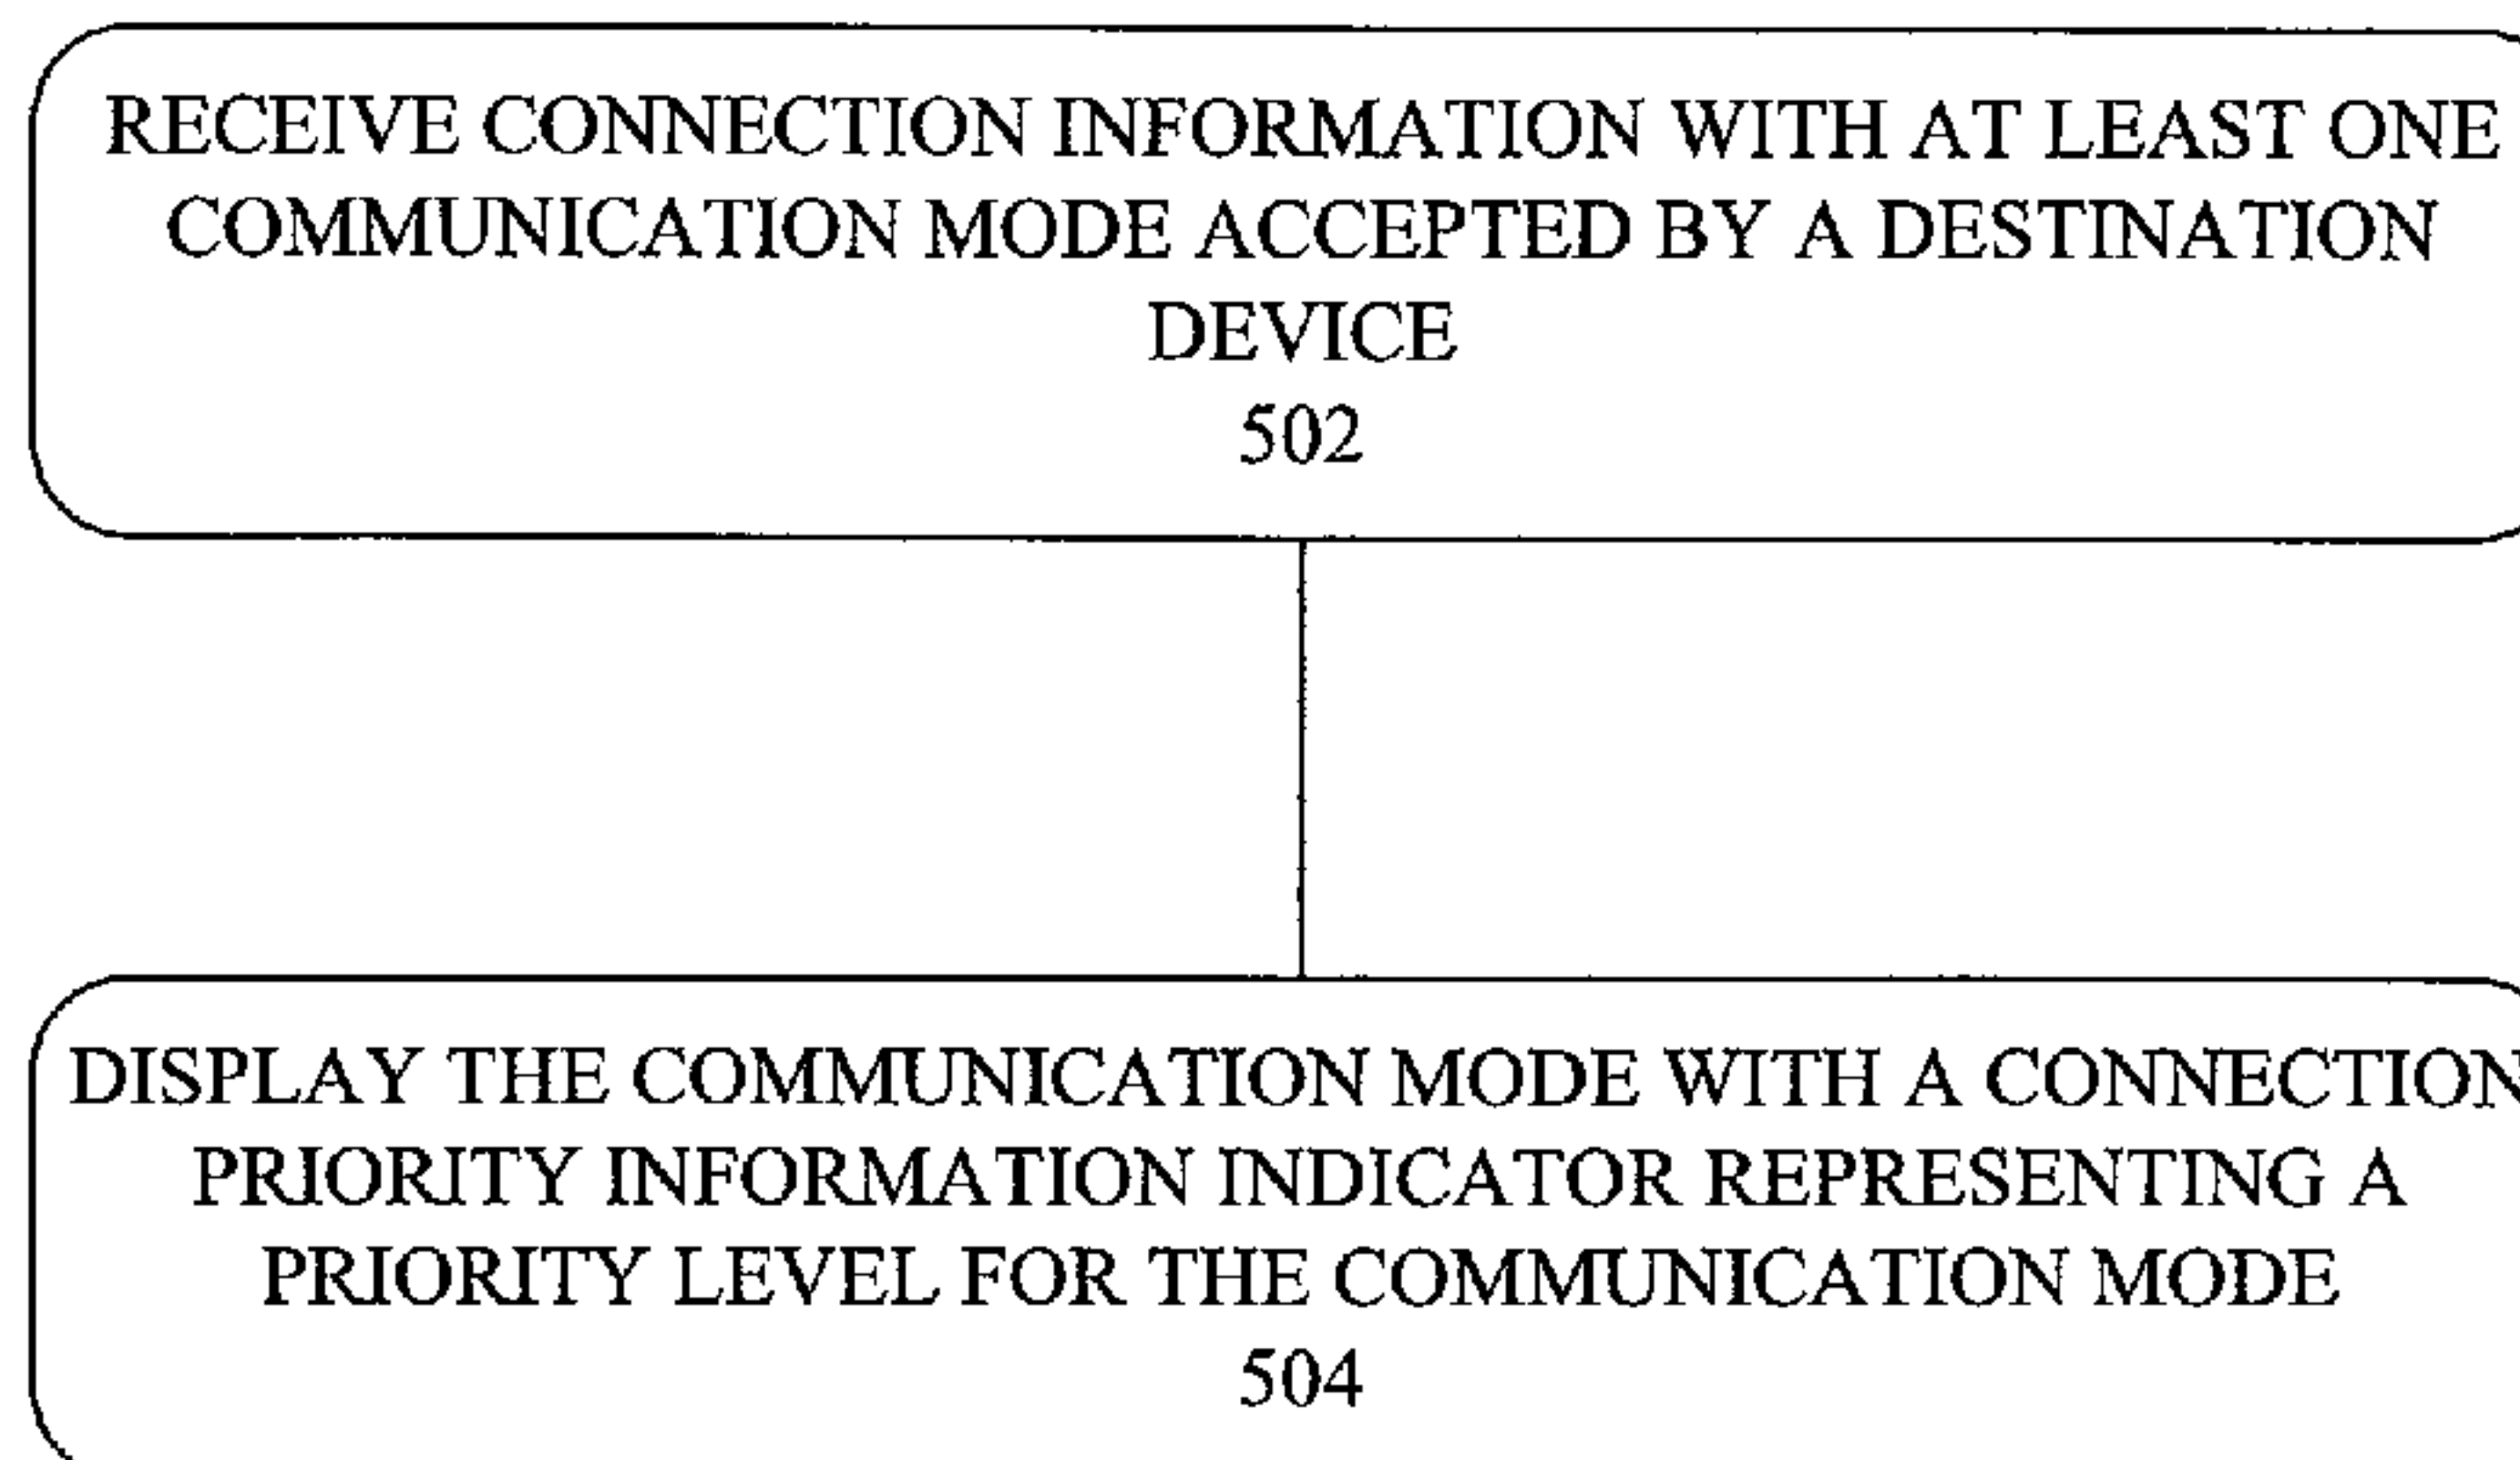 RECEIVE CONNECTION INFORMATION WITH AT LEAST ONE
COMMUNICATION MODE ACCEPTED BY A DESTINATION
DEVICE
502
DISPLAY THE COMMUNICATION MODE WITH A CONNECTION
PRIORITY INFORMATION INDICATOR REPRESENTING A
PRIORITY LEVEL FOR THE COMMUNICATION MODE
504